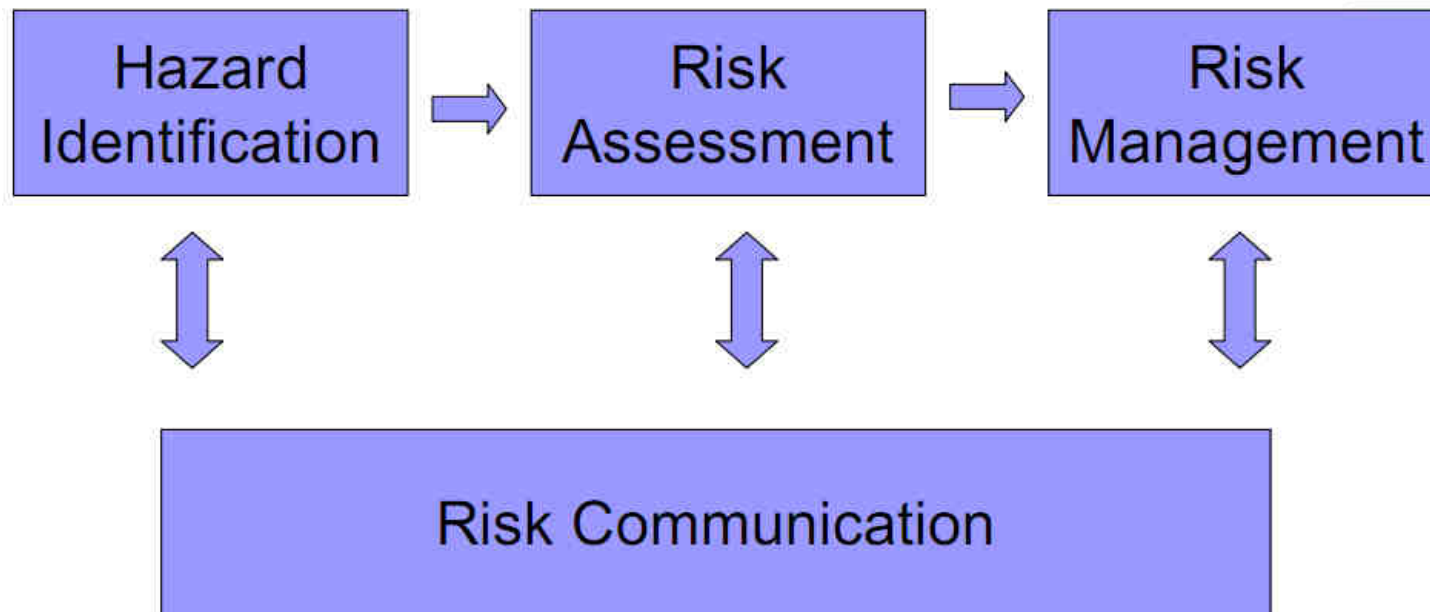 Hazard
Identification
Risk
Assessment
Risk
Management
Risk Communication